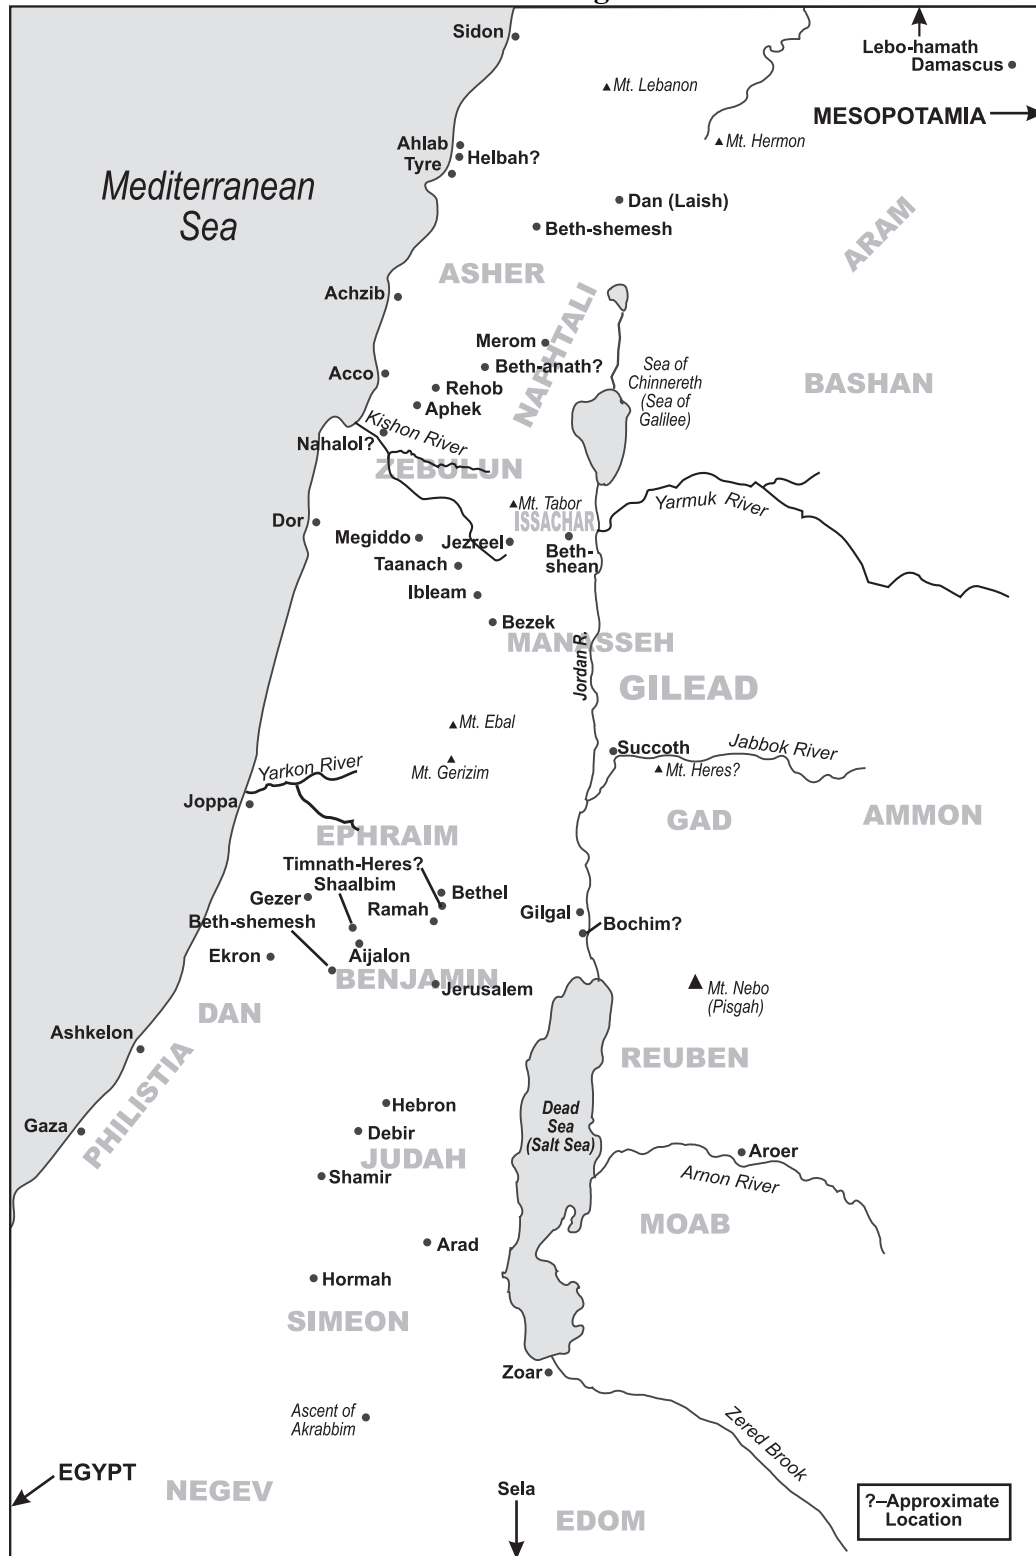 Sidon
Lebo-hamath
Damascus
Mt. Lebanon
MESOPOTAMIA
Mt. Hermon
Ahlab
Tyre
Helbah?
Mediterranean
Sea
Dan (Laish)
Beth-shemesh
ARAM
ASHER
Achzib
NAPHTALI
Merom
Beth-anath?
Sea of
Chinnereth
(Sea of
Galilee)
BASHAN
Acco
Rehob
Aphek
Kishon River
Nahalol?
ZEBULUN
Mt. Tabor
Yarmuk River
ISSACHAR
Dor
Megiddo
Jezreel
Beth-
shean
Taanach
Ibleam
Bezek
MANASSEH
Jordan R.
GILEAD
Mt. Ebal
Mt. Gerizim
Succoth
Jabbok River
Mt. Heres?
Yarkon River
Joppa
GAD
AMMON
EPHRAIM
Timnath-Heres?
Shaalbim
Gezer
Bethel
Ramah
Beth-shemesh
Gilgal
Bochim?
Ekron
Aijalon
BENJAMIN
Jerusalem
Mt. Nebo
(Pisgah)
DAN
Ashkelon
REUBEN
PHILISTIA
Gaza
Hebron
Debir
JUDAH
Dead
Sea
(Salt Sea)
Shamir
Aroer
Arnon River
MOAB
Arad
Hormah
SIMEON
Zoar
Ascent of
Akrabbim
Zered Brook
EGYPT
NEGEV
Sela
EDOM
?–Approximate
Location